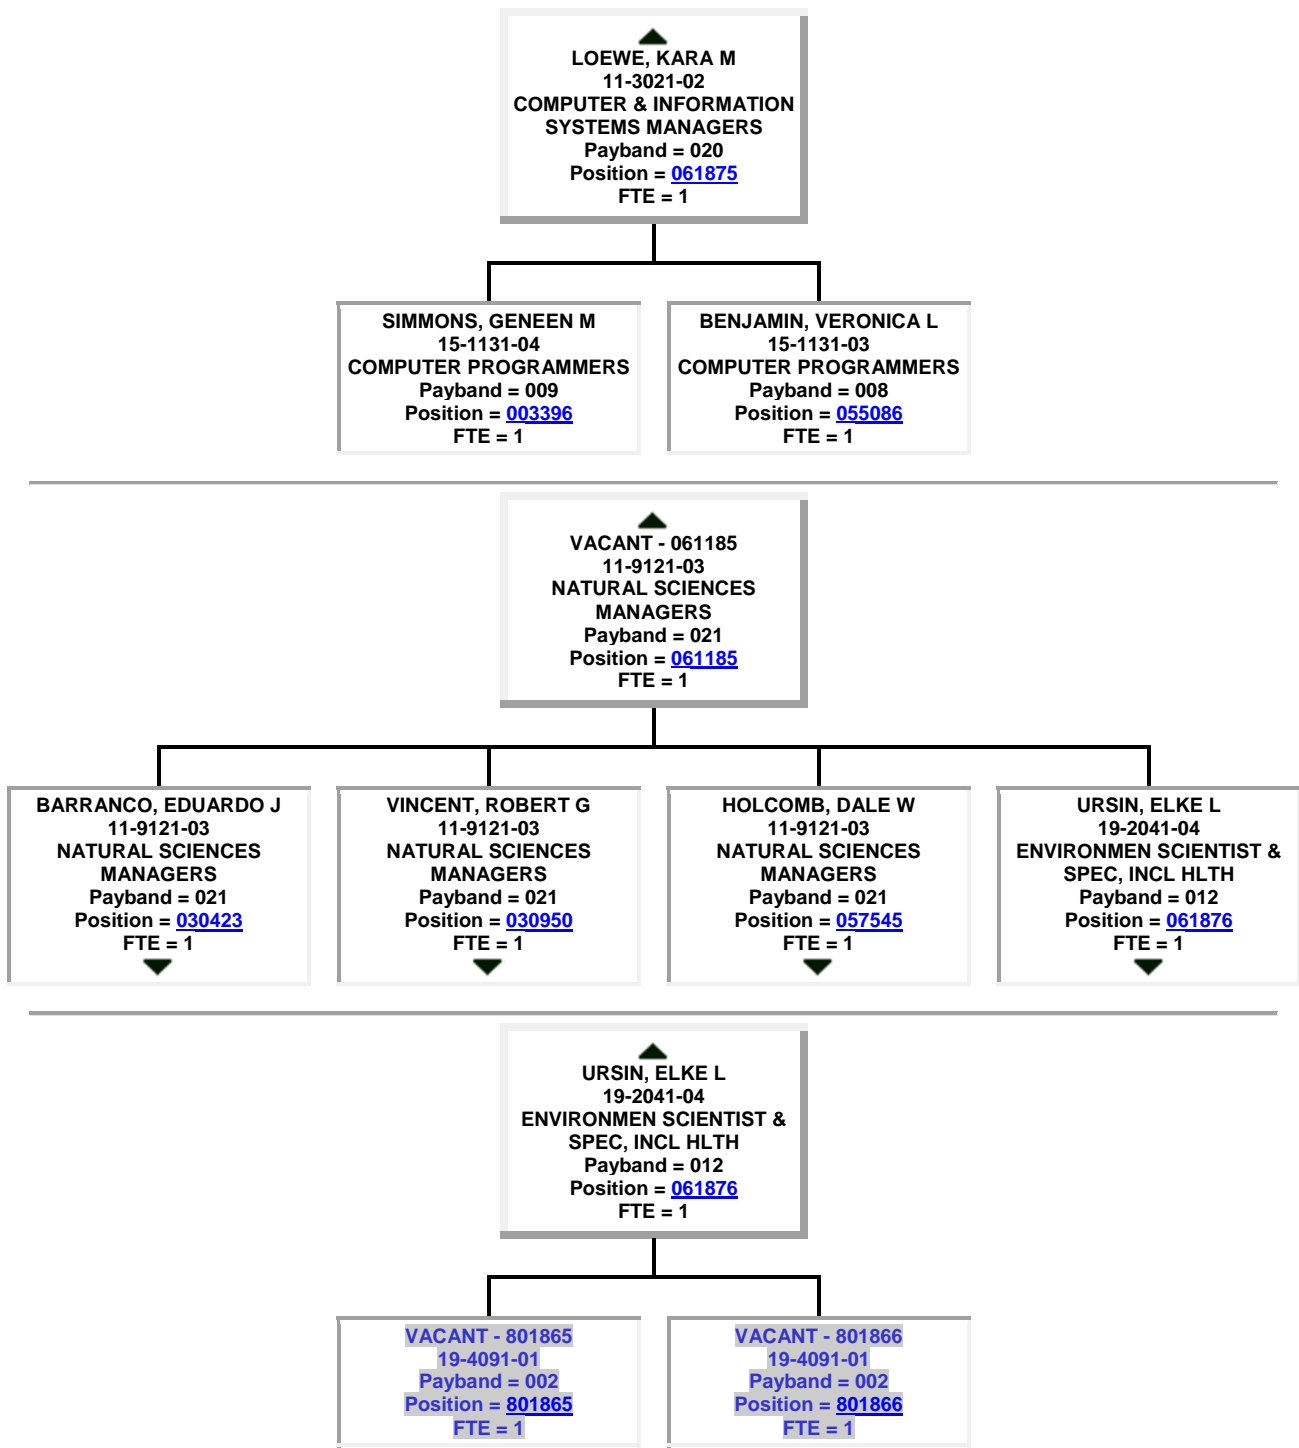 LOEWE, KARA M
11-3021-02
COMPUTER & INFORMATION
SYSTEMS MANAGERS
Payband = 020
Position = 061875
FTE = 1
SIMMONS, GENEEN M
15-1131-04
COMPUTER PROGRAMMERS
Payband = 009
Position = 003396
FTE = 1
BENJAMIN, VERONICA L
15-1131-03
COMPUTER PROGRAMMERS
Payband = 008
Position = 055086
FTE = 1
VACANT - 061185
11-9121-03
NATURAL SCIENCES
MANAGERS
Payband = 021
Position = 061185
FTE = 1
BARRANCO, EDUARDO J
11-9121-03
NATURAL SCIENCES
MANAGERS
Payband = 021
Position = 030423
FTE = 1
VINCENT, ROBERT G
11-9121-03
NATURAL SCIENCES
MANAGERS
Payband = 021
Position = 030950
FTE = 1
HOLCOMB, DALE W
11-9121-03
NATURAL SCIENCES
MANAGERS
Payband = 021
Position = 057545
FTE = 1
URSIN, ELKE L
19-2041-04
ENVIRONMEN SCIENTIST &
SPEC, INCL HLTH
Payband = 012
Position = 061876
FTE = 1
URSIN, ELKE L
19-2041-04
ENVIRONMEN SCIENTIST &
SPEC, INCL HLTH
Payband = 012
Position = 061876
FTE = 1
VACANT - 801865
19-4091-01
Payband = 002
Position = 801865
FTE = 1
VACANT - 801866
19-4091-01
Payband = 002
Position = 801866
FTE = 1